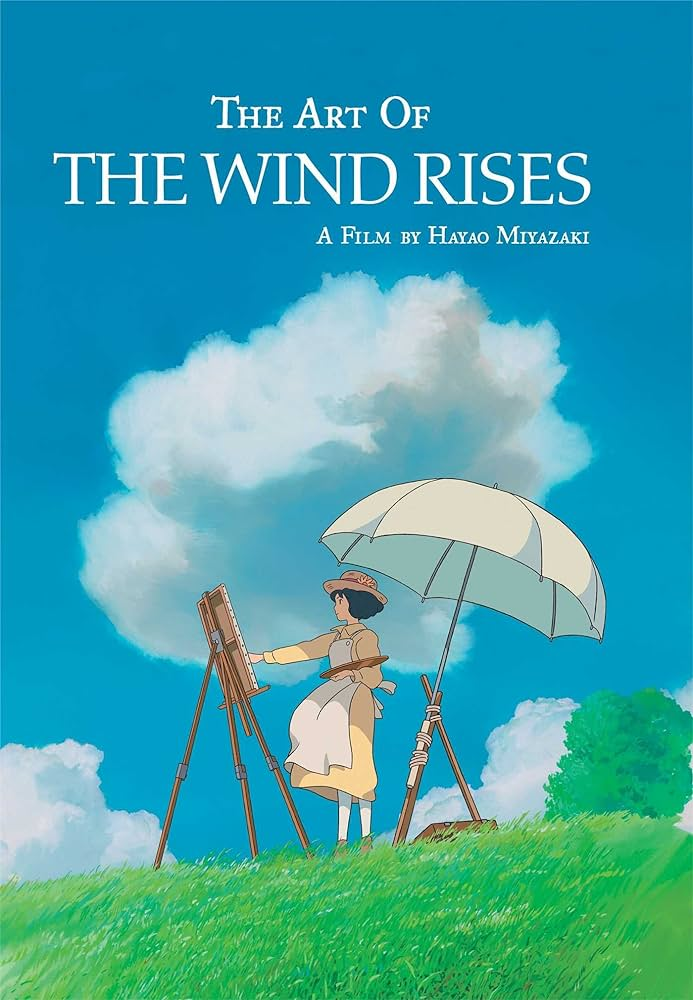 The Art Of
THE WIND RISES
A Film by Hayao Miyazaki